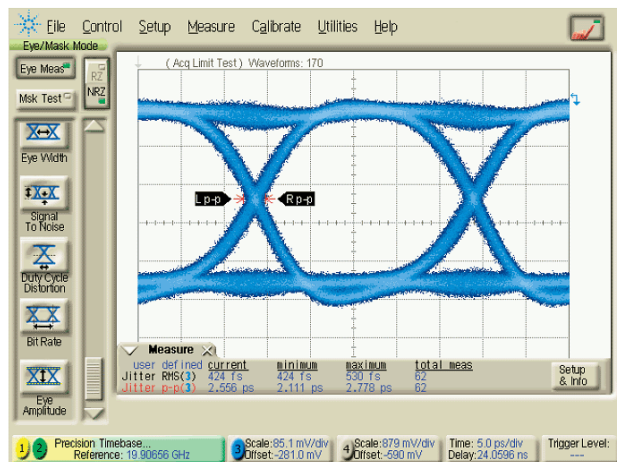 File Control Setup Measure Calibrate Utilities Help
Eye/Mask Mode
Eye Meas
RZ
NRZ
Msk Test
( Acq Limit Test ) Waveforms: 170
Eye Width
Signal
To Noise
Duty Cycle
Distortion
Bit Rate
Eye
Amplitude
L p-p
R p-p
Measure
user defined current minimum maximum total meas
Jitter RMS(3) 424 fs 424 fs 530 fs 62
Jitter p-p(3) 2.556 ps 2.111 ps 2.778 ps 62
Setup
& Info
1 2 Precision Timebase...
Reference: 19.90656 GHz
3 Scale:85.1 mV/div
Offset:-281.0 mV
4 Scale:879 mV/div
Offset:-590 mV
Time: 5.0 ps/div
Delay:24.0596 ns
Trigger Level:
---